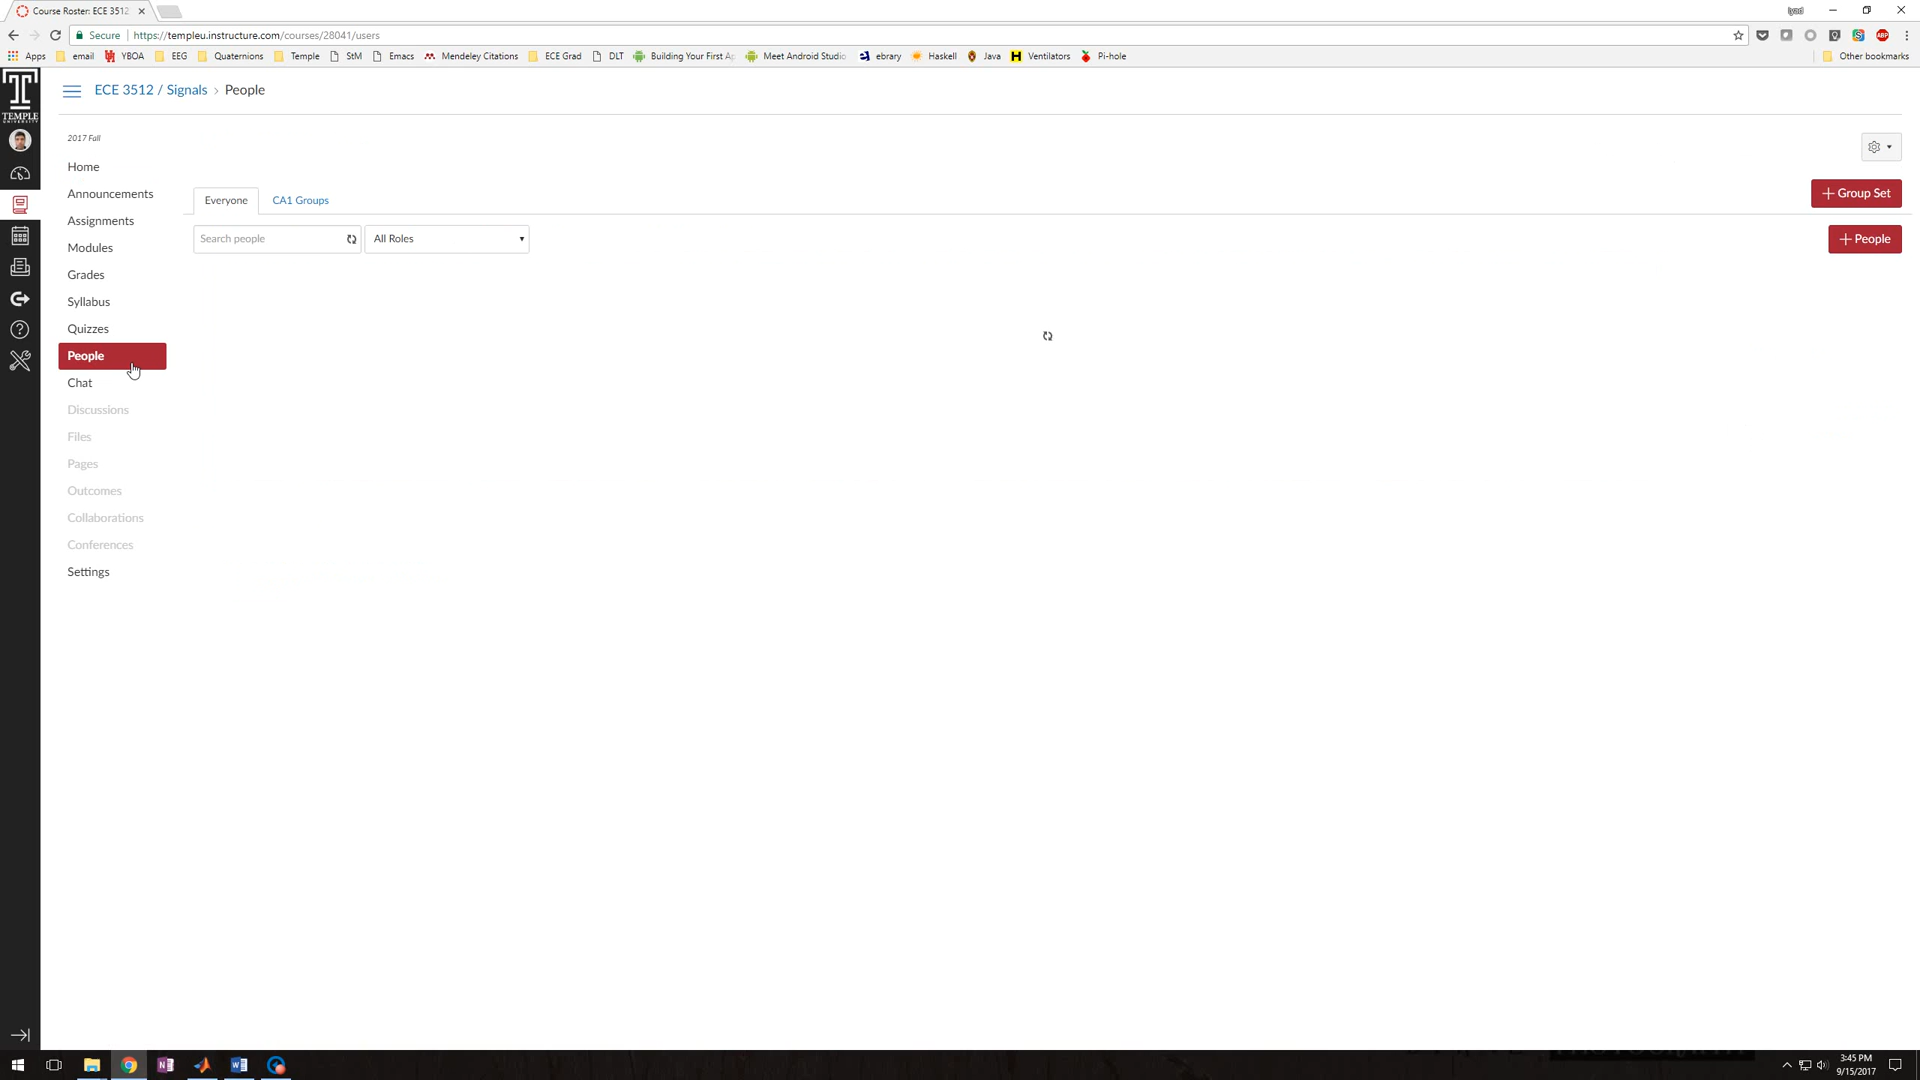 Course Roster: ECE 3512
lyad
Secure
https://templeu.instructure.com/courses/28041/users
Apps email YBOA EEG Quaternions Temple StM Emacs Mendeley Citations ECE Grad DLT Building Your First Ap Meet Android Studio ebrary Haskell Java Ventilators Pi-hole Other bookmarks
TEMPLE
UNIVERSITY
ECE 3512 / Signals › People
2017 Fall
Home
Announcements
Assignments
Modules
Grades
Syllabus
Quizzes
People
Chat
Discussions
Files
Pages
Outcomes
Collaborations
Conferences
Settings
Everyone CA1 Groups
+ Group Set
Search people
All Roles
+ People
3:45 PM
9/15/2017